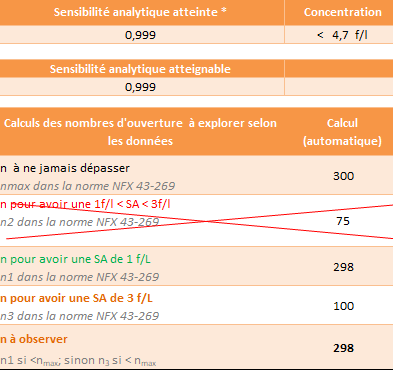 Sensibilité analytique atteinte * Concentration
0,999 < 4,7 f/l
Sensibilité analytique atteignable
0,999
Calculs des nombres d'ouverture à explorer selon les données Calcul (automatique)
n à ne jamais dépasser 300
nmax dans la norme NFX 43-269
n pour avoir une 1f/l < SA < 3f/l 75
n2 dans la norme NFX 43-269
n pour avoir une SA de 1 f/L 298
n1 dans la norme NFX 43-269
n pour avoir une SA de 3 f/L 100
n3 dans la norme NFX 43-269
n à observer 298
n1 si <nmax; sinon n3 si < nmax